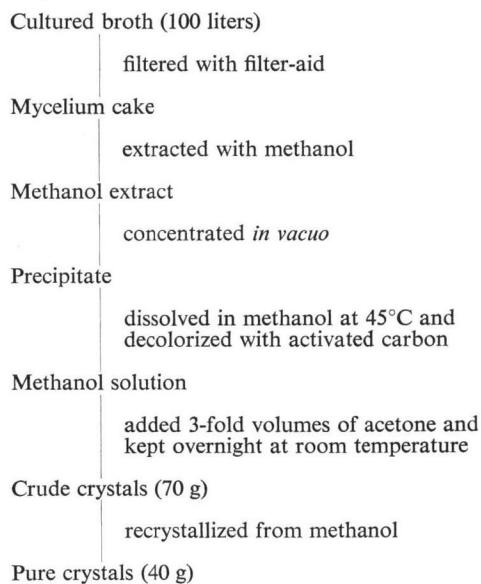 Cultured broth (100 liters)
filtered with filter-aid
Mycelium cake
extracted with methanol
Methanol extract
concentrated in vacuo
Precipitate
dissolved in methanol at 45°C and
decolorized with activated carbon
Methanol solution
added 3-fold volumes of acetone and
kept overnight at room temperature
Crude crystals (70 g)
recrystallized from methanol
Pure crystals (40 g)